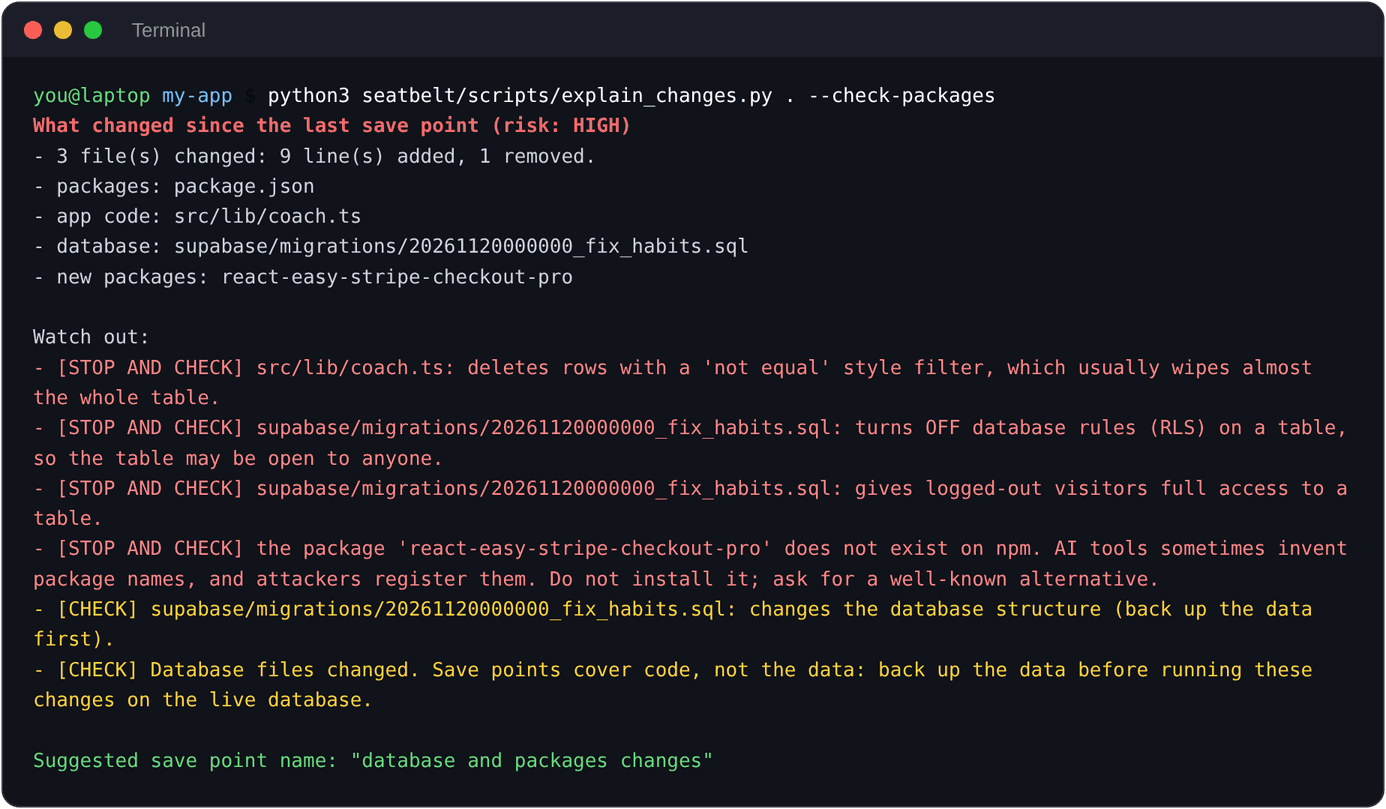 Terminal
you@laptop my-app $ python3 seatbelt/scripts/explain_changes.py . --check-packages
What changed since the last save point (risk: HIGH)
- 3 file(s) changed: 9 line(s) added, 1 removed.
- packages: package.json
- app code: src/lib/coach.ts
- database: supabase/migrations/20261120000000_fix_habits.sql
- new packages: react-easy-stripe-checkout-pro
Watch out:
- [STOP AND CHECK] src/lib/coach.ts: deletes rows with a 'not equal' style filter, which usually wipes almost
the whole table.
- [STOP AND CHECK] supabase/migrations/20261120000000_fix_habits.sql: turns OFF database rules (RLS) on a table,
so the table may be open to anyone.
- [STOP AND CHECK] supabase/migrations/20261120000000_fix_habits.sql: gives logged-out visitors full access to a
table.
- [STOP AND CHECK] the package 'react-easy-stripe-checkout-pro' does not exist on npm. AI tools sometimes invent
package names, and attackers register them. Do not install it; ask for a well-known alternative.
- [CHECK] supabase/migrations/20261120000000_fix_habits.sql: changes the database structure (back up the data
first).
- [CHECK] Database files changed. Save points cover code, not the data: back up the data before running these
changes on the live database.
Suggested save point name: "database and packages changes"